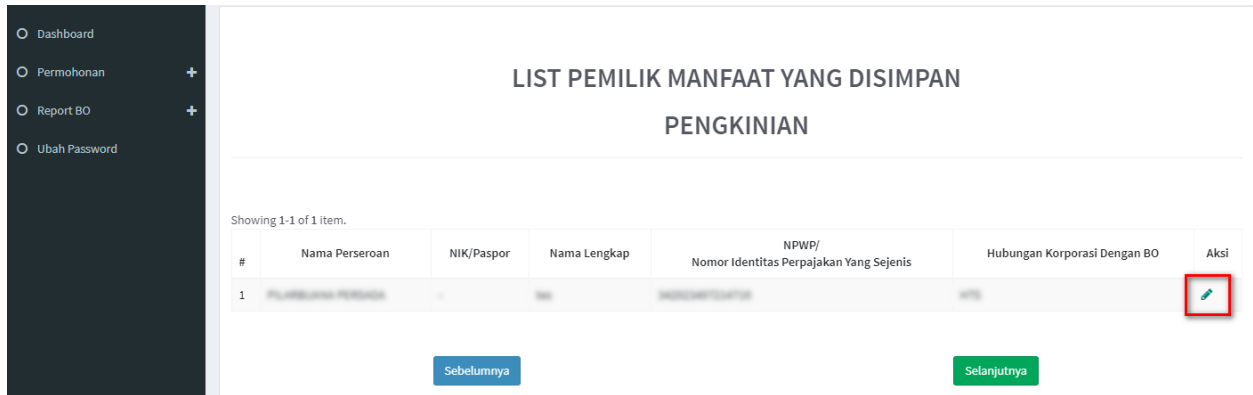 Dashboard
Permohonan
Report BO
Ubah Password
LIST PEMILIK MANFAAT YANG DISIMPAN
PENGKINIAN
Showing 1-1 of 1 item.
# Nama Perseroan NIK/Paspor Nama Lengkap NPWP/ Hubungan Korporasi Dengan BO Aksi
Nomor Identitas Perpajakan Yang Sejenis
1
Sebelumnya Selanjutnya